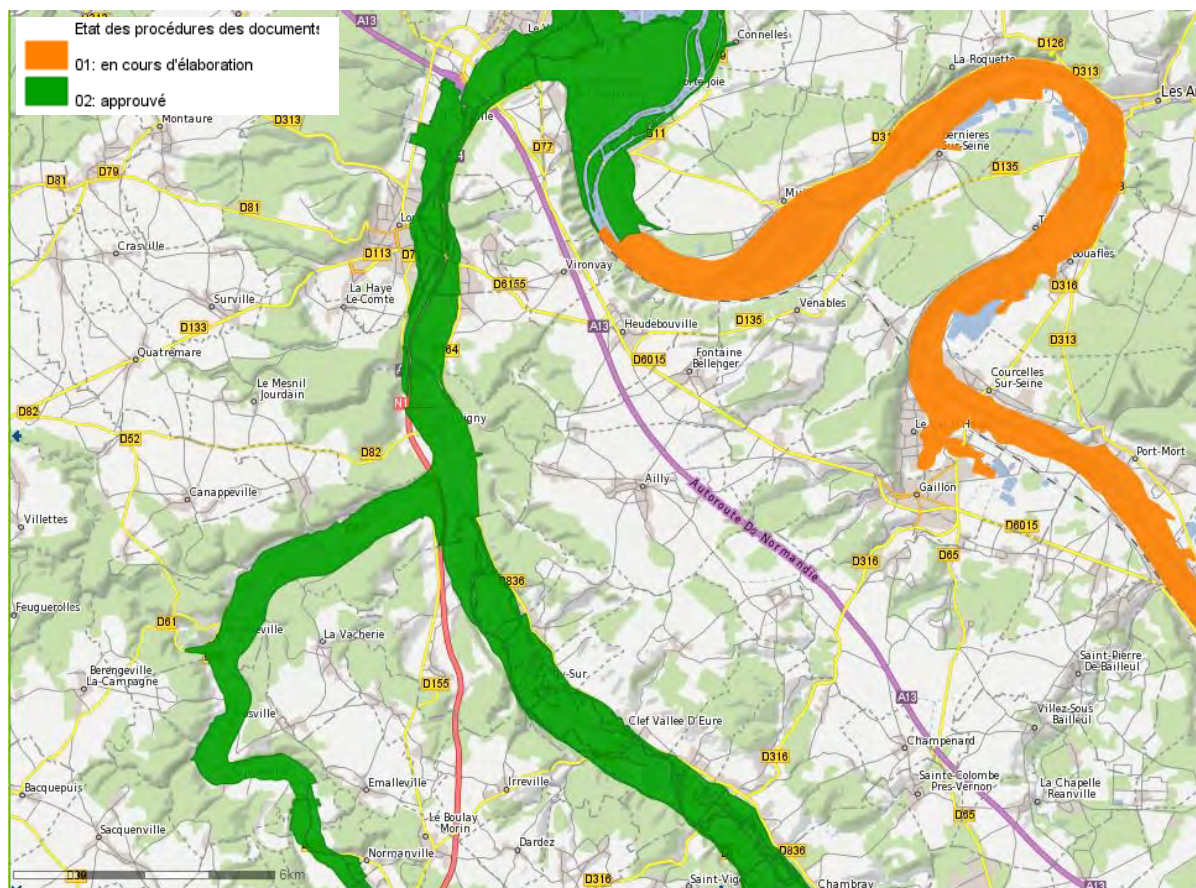 Etat des procédures des documents
01: en cours d'élaboration
02: approuvé
A13
Connelles
D126
La Roquette
D313
Montaure
D313
D77
D135
D79
D81
D81
Crasville
D113
Vironvay
D6155
Bouafles
La Haye
Le-Comte
Surville
D316
Venables
D133
A13
Heudebouville
D135
D313
Quatremare
D6015
Fontaine
Bellenger
Courcelles
Sur-Seine
Le Mesnil
Jourdain
D82
N1
D52
D82
Port-Mort
Ailly
Autoroute De Normandie
Canappeville
Gaillon
Villettes
D6015
D316
D65
Feuguerolles
D61
La Vacherie
Saint-Pierre
De-Bailleul
Berengeville
La-Campagne
D155
A13
Villez-Sous
Bailleul
Clef Vallee D'Eure
Champenard
D316
Emalleville
Irreville
Sainte-Colombe
Pres-Vernon
La Chapelle
Reanville
Bacquepuis
Le Boulay
Morin
D65
Sacquenville
Dardez
D836
Normanville
6km
D316
Chambray
A13